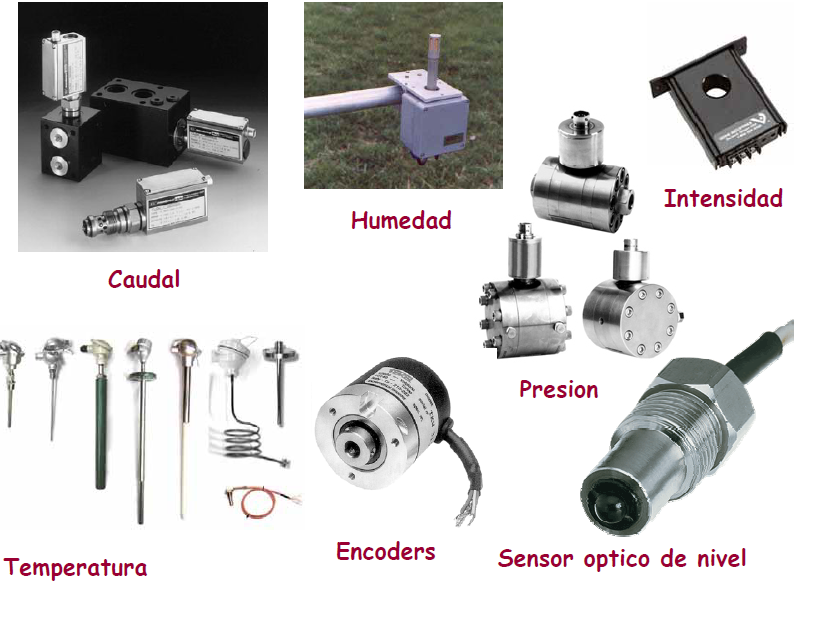 Caudal
Humedad
Intensidad
Presion
Temperatura
Encoders
Sensor optico de nivel